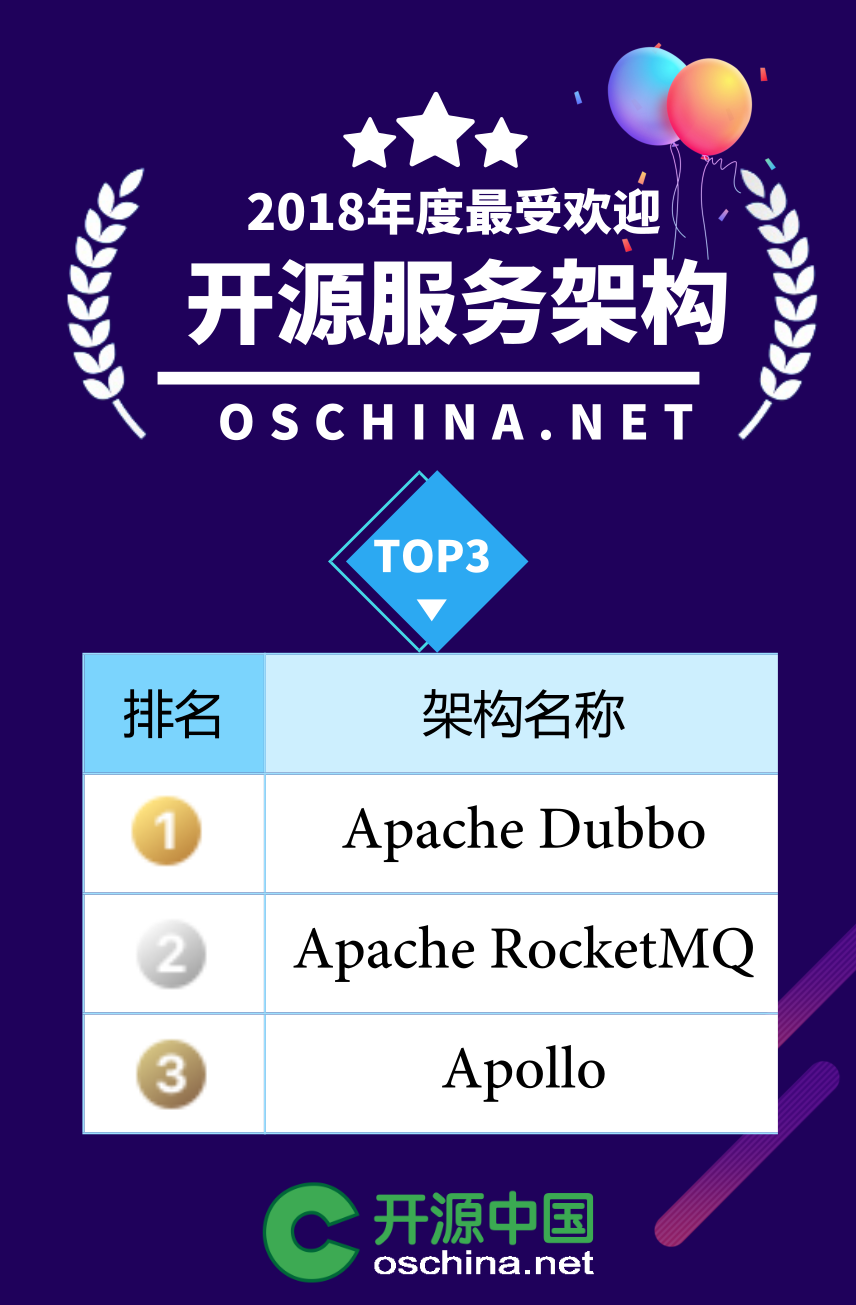 2018年度最受欢迎
开源服务架构
OSCHINA.NET
TOP3
排名 架构名称
1 Apache Dubbo
2 Apache RocketMQ
3 Apollo
开源中国
oschina.net